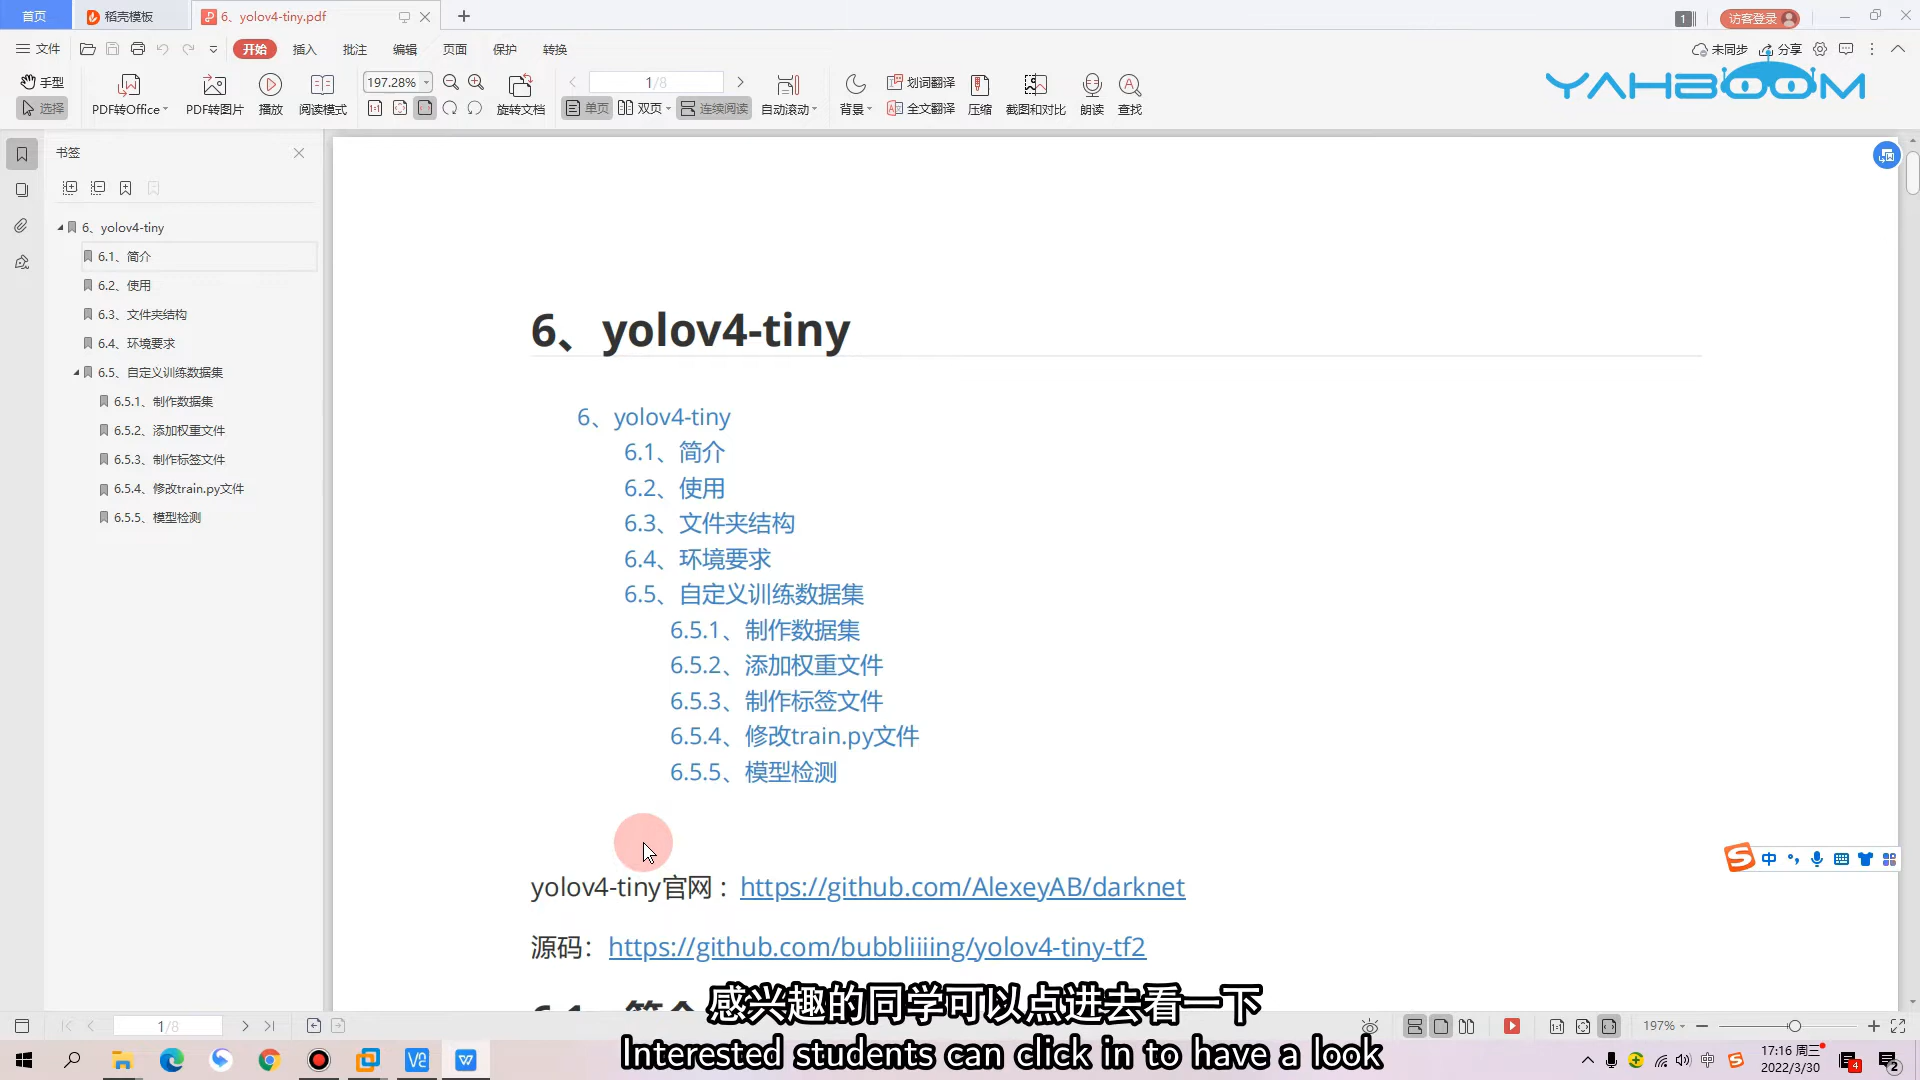 首页
稻壳模板
6、yolov4-tiny.pdf
1
访客登录
文件
开始
插入
批注
编辑
页面
保护
转换
未同步
分享
手型
选择
PDF转Office
PDF转图片
播放
阅读模式
197.28%
旋转文档
1/8
单页
双页
连续阅读
自动滚动
背景
划词翻译
全文翻译
压缩
截图和对比
朗读
查找
YAHBOOM
书签
6、yolov4-tiny
6.1、简介
6.2、使用
6.3、文件夹结构
6.4、环境要求
6.5、自定义训练数据集
6.5.1、制作数据集
6.5.2、添加权重文件
6.5.3、制作标签文件
6.5.4、修改train.py文件
6.5.5、模型检测
6、yolov4-tiny
6、yolov4-tiny
6.1、简介
6.2、使用
6.3、文件夹结构
6.4、环境要求
6.5、自定义训练数据集
6.5.1、制作数据集
6.5.2、添加权重文件
6.5.3、制作标签文件
6.5.4、修改train.py文件
6.5.5、模型检测
yolov4-tiny官网：https://github.com/AlexeyAB/darknet
源码：https://github.com/bubbliiiing/yolov4-tiny-tf2
中
感兴趣的同学可以点进去看一下
1/8
197%
Interested students can click in to have a look
中
17:16 周三
2022/3/30
4
2